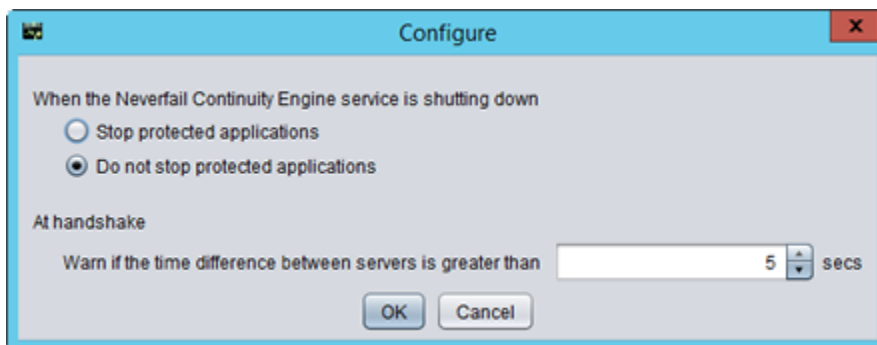 Configure
x
When the Neverfail Continuity Engine service is shutting down
Stop protected applications
Do not stop protected applications
At handshake
Warn if the time difference between servers is greater than 5 secs
OK Cancel